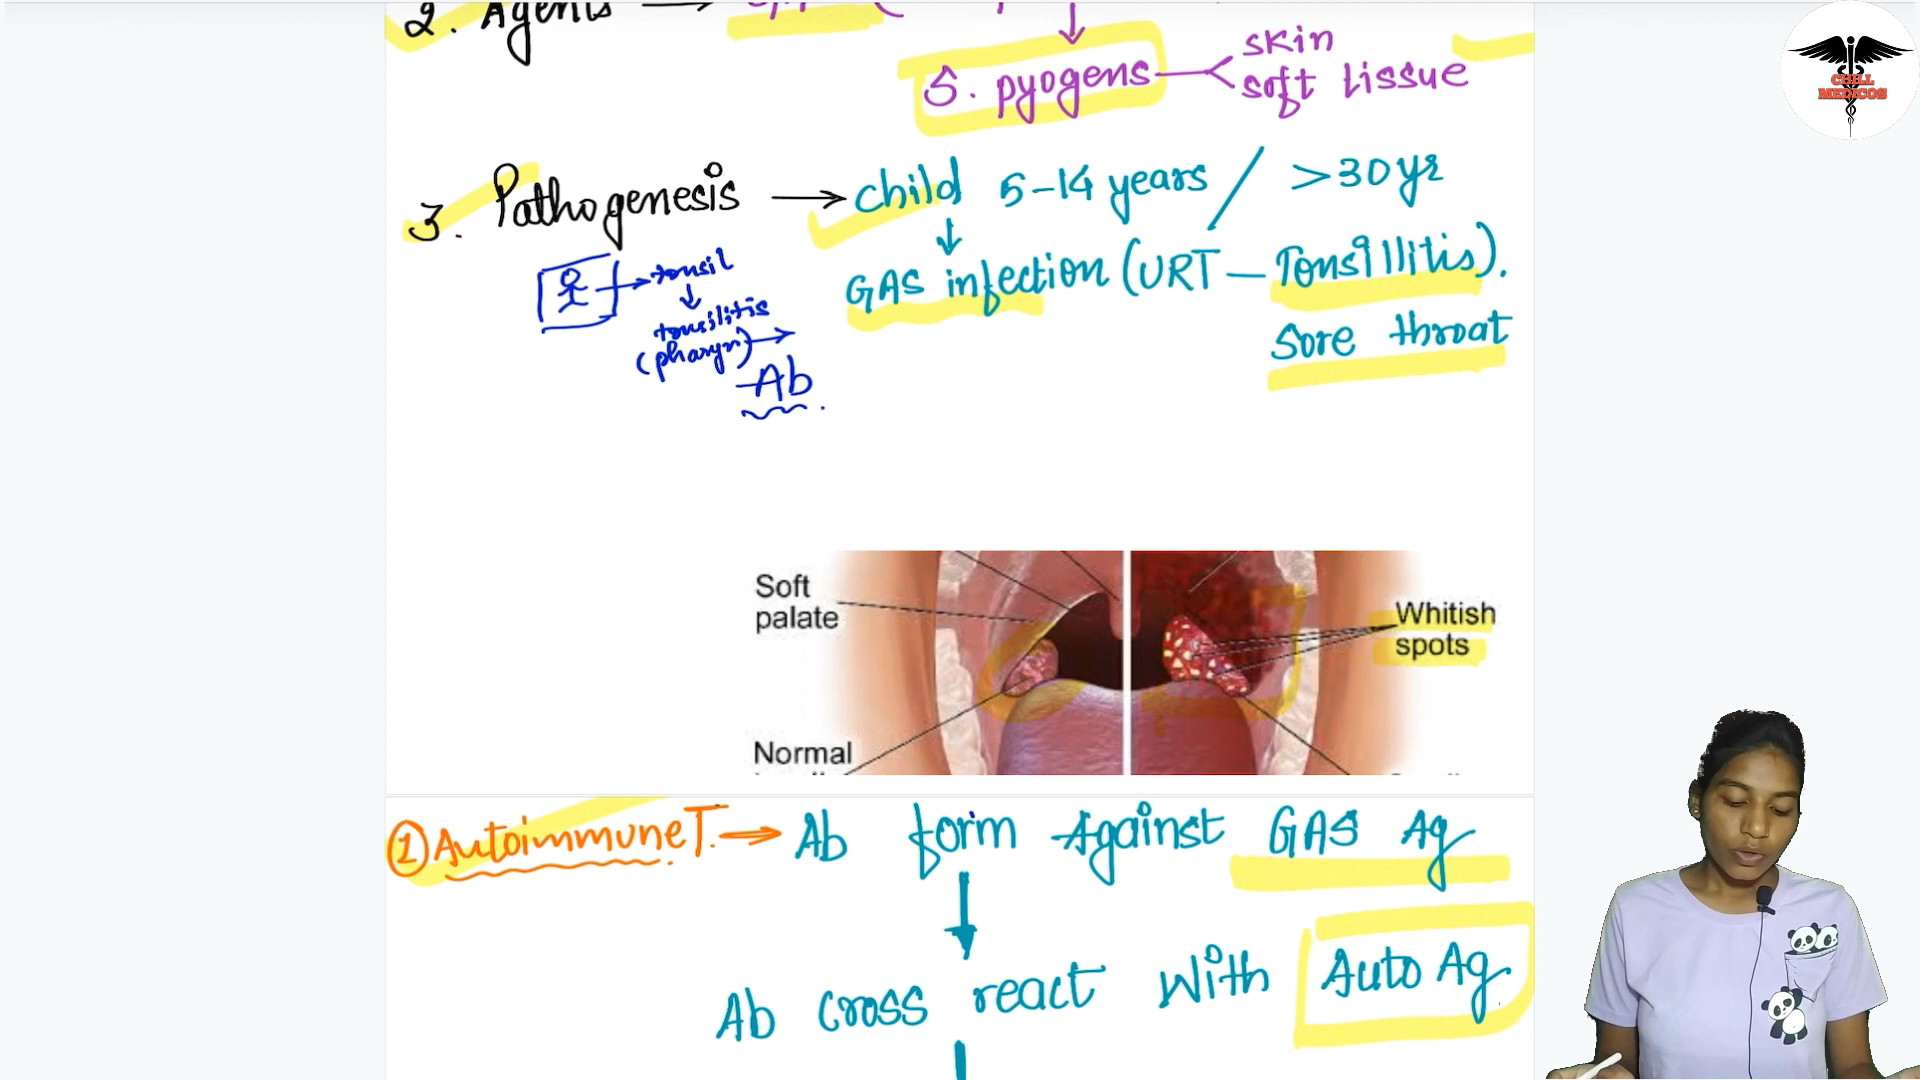 2. Agents →
S. pyogens skin
soft tissue
3. Pathogenesis → child 5-14 years / >30 yr
GAS infection (URT — Tonsillitis).
Sore throat
tonsil
tonsilitis
(pharyn) →
Ab
Soft
palate
Whitish
spots
Normal
① Autoimmune T. → Ab form Against GAS Ag
Ab cross react with Auto Ag
CHILL
MEDICOS